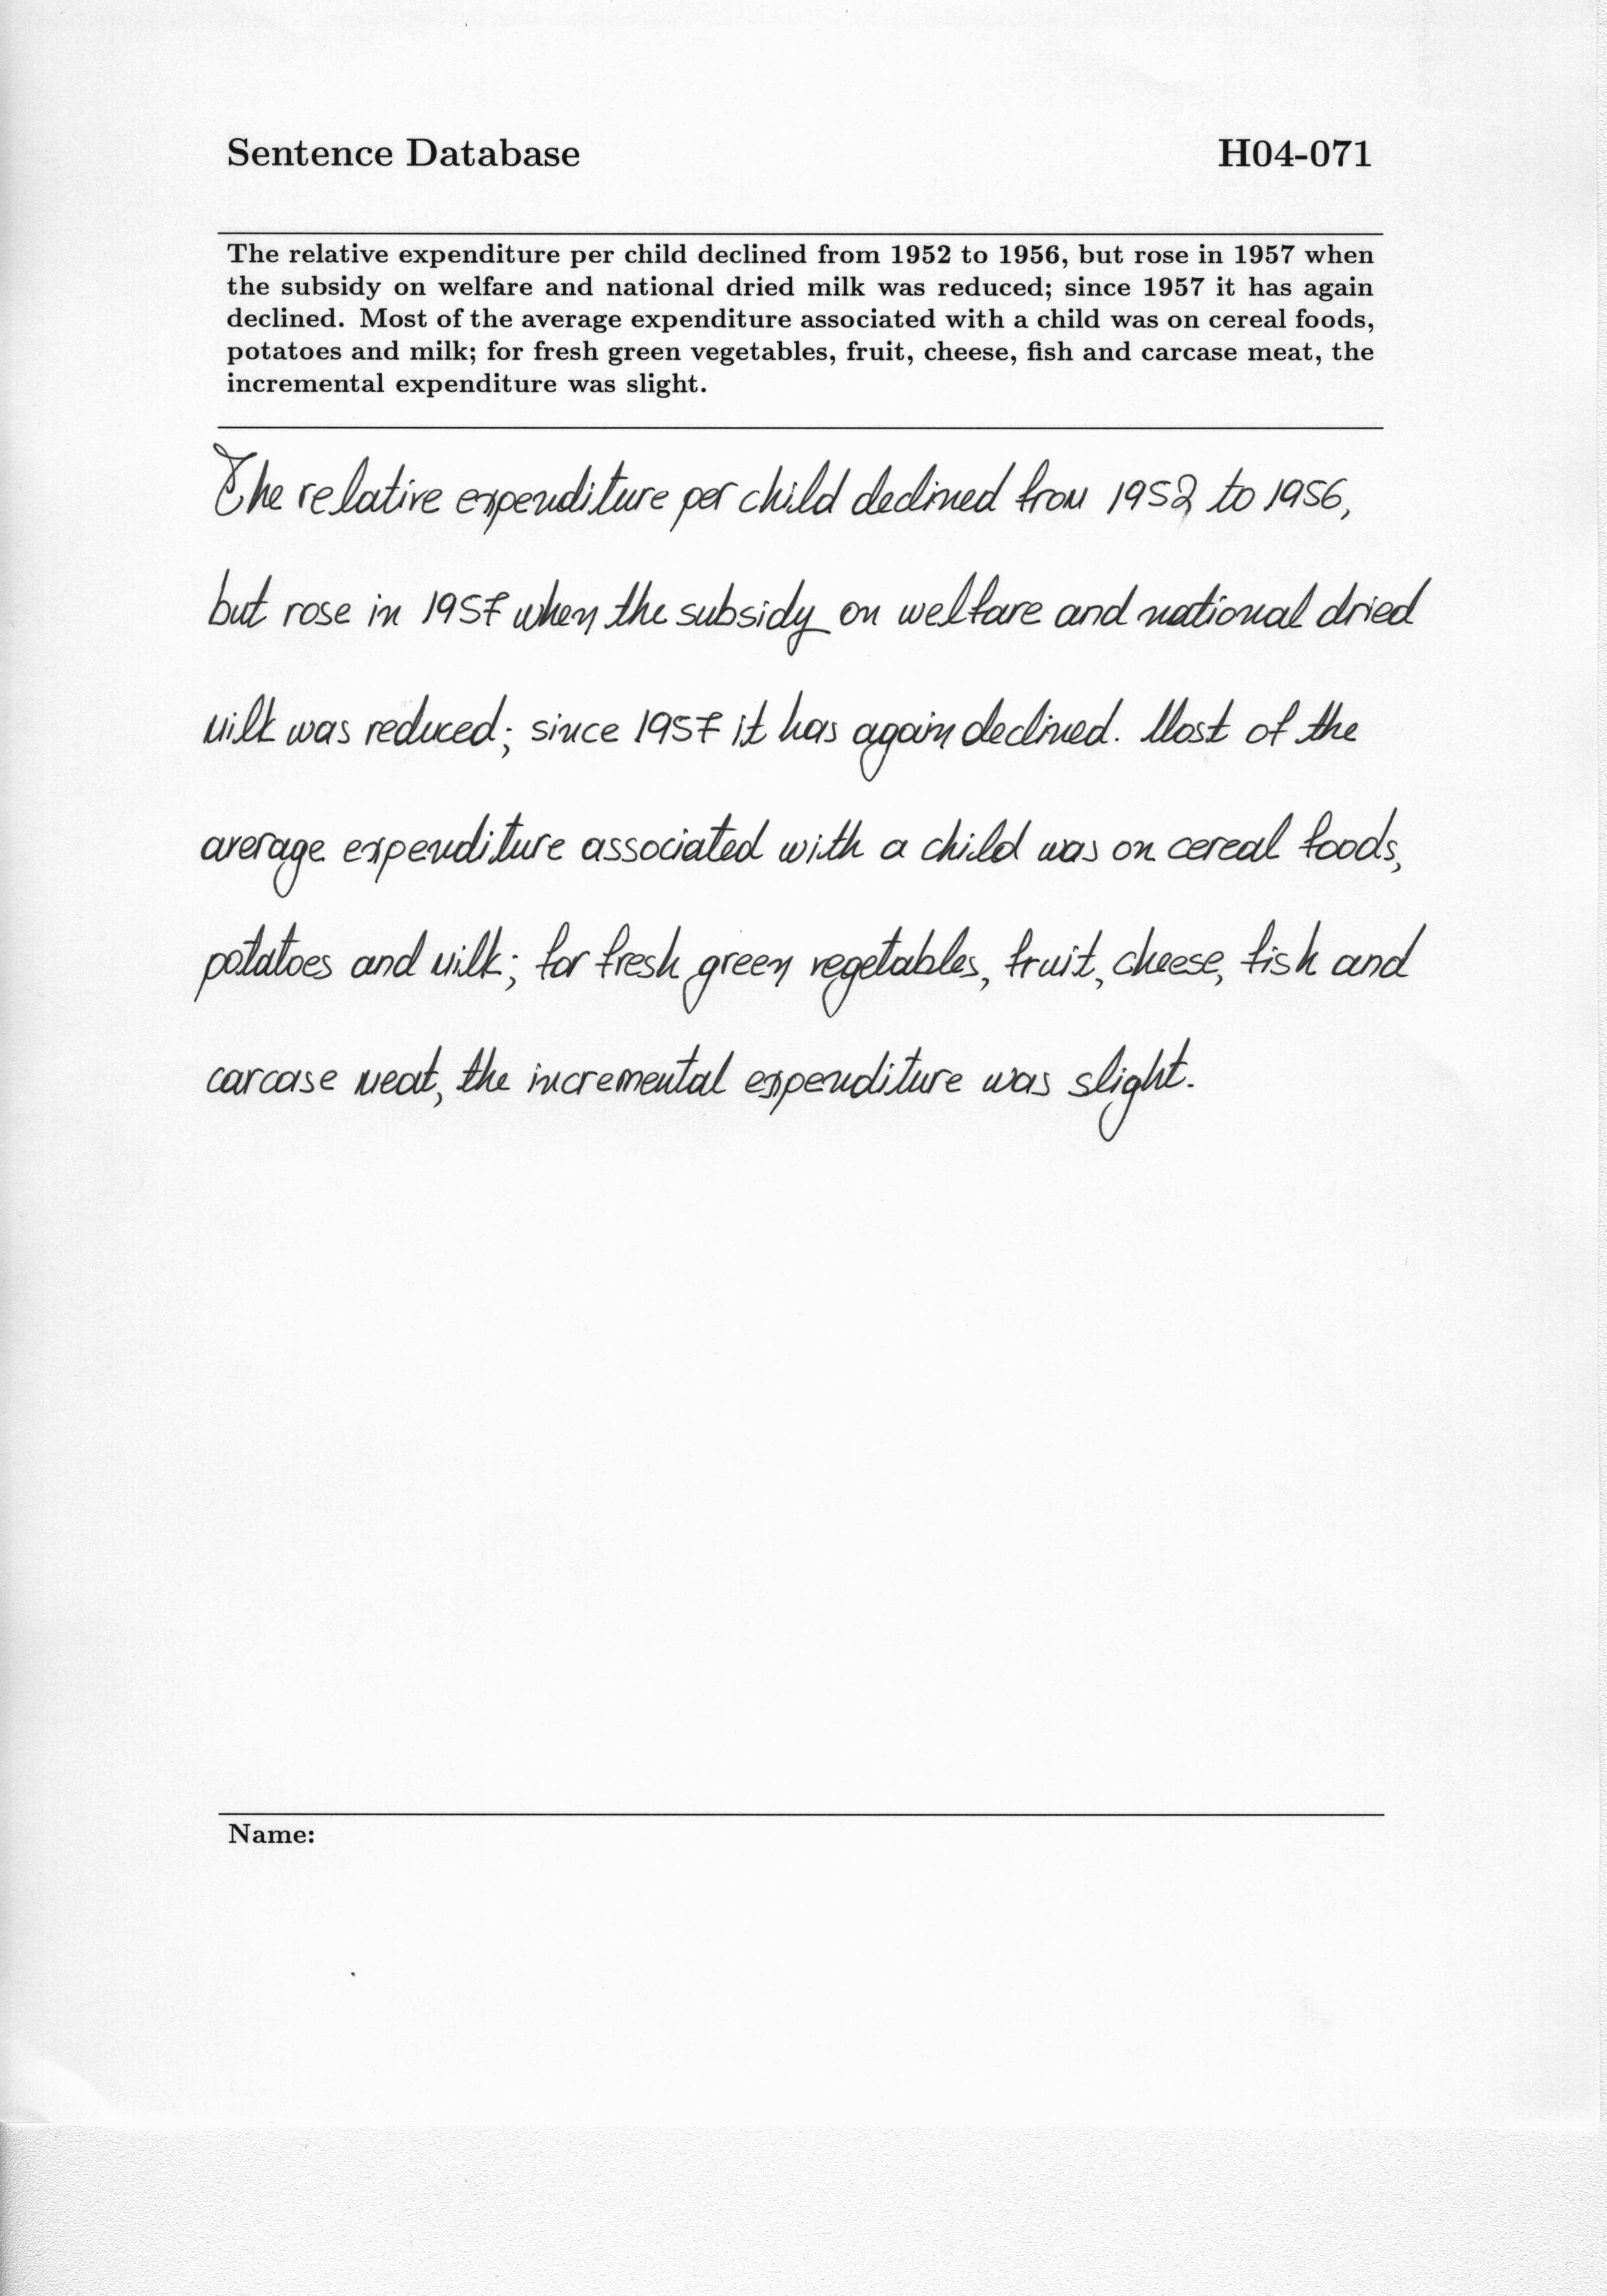 Sentence Database H04-071
The relative expenditure per child declined from 1952 to 1956, but rose in 1957 when
the subsidy on welfare and national dried milk was reduced; since 1957 it has again
declined. Most of the average expenditure associated with a child was on cereal foods,
potatoes and milk; for fresh green vegetables, fruit, cheese, fish and carcase meat, the
incremental expenditure was slight.
The relative expenditure per child declined from 1952 to 1956,
but rose in 1957 when the subsidy on welfare and national dried
milk was reduced; since 1957 it has again declined. Most of the
average expenditure associated with a child was on cereal foods,
potatoes and milk; for fresh green vegetables, fruit, cheese, fish and
carcase meat, the incremental expenditure was slight.
Name: